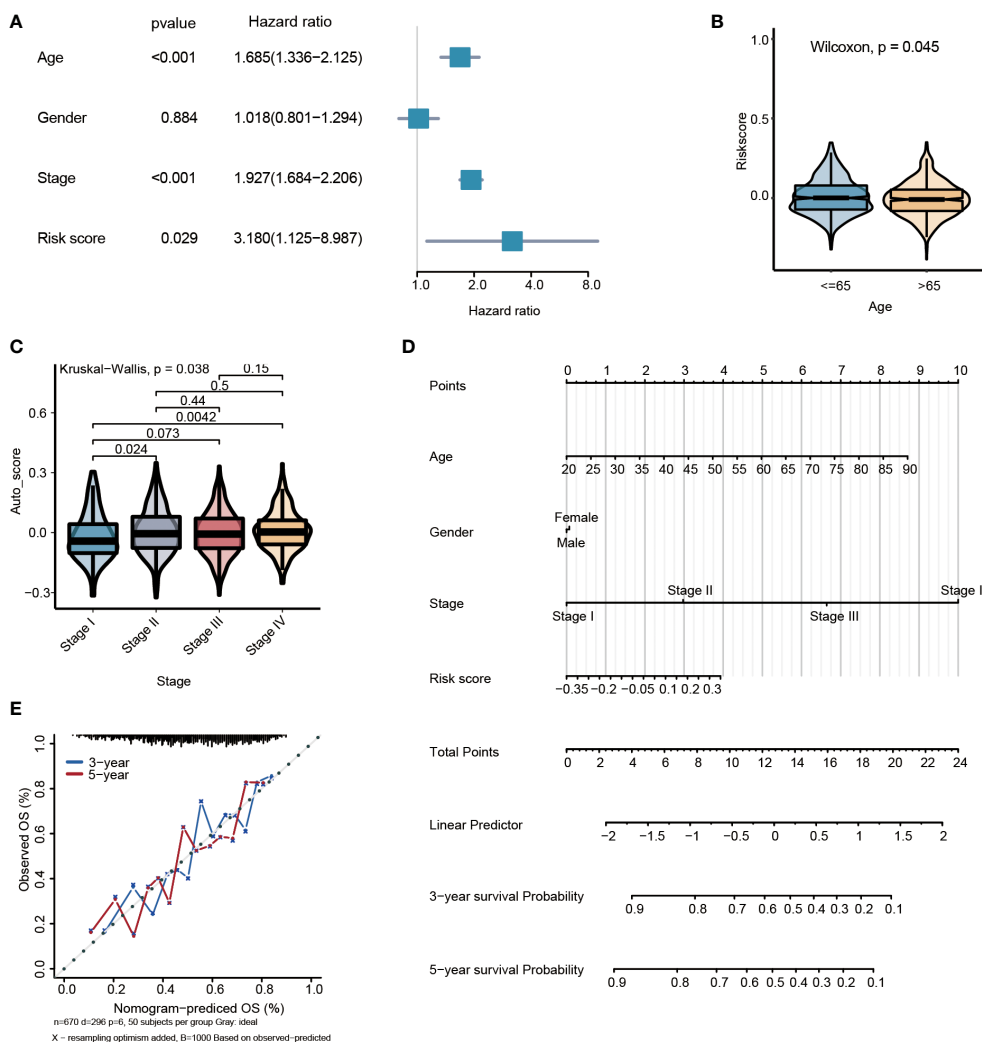 A
pvalue Hazard ratio
Age <0.001 1.685(1.336−2.125)
Gender 0.884 1.018(0.801−1.294)
Stage <0.001 1.927(1.684−2.206)
Risk score 0.029 3.180(1.125−8.987)
1.0 2.0 4.0 8.0
Hazard ratio
B
Wilcoxon, p = 0.045
1.0
0.5
0.0
Riskscore
<=65 >65
Age
C
Kruskal−Wallis, p = 0.038
0.15
0.5
0.44
0.0042
0.073
0.024
0.6
0.3
0.0
−0.3
Auto_score
Stage I Stage II Stage III Stage IV
Stage
D
Points
0 1 2 3 4 5 6 7 8 9 10
Age
20 25 30 35 40 45 50 55 60 65 70 75 80 85 90
Gender
Female
Male
Stage
Stage II Stage I
Stage I Stage III
Risk score
−0.35 −0.2 −0.05 0.1 0.2 0.3
Total Points
0 2 4 6 8 10 12 14 16 18 20 22 24
Linear Predictor
−2 −1.5 −1 −0.5 0 0.5 1 1.5 2
3−year survival Probability
0.9 0.8 0.7 0.6 0.5 0.4 0.3 0.2 0.1
5−year survival Probability
0.9 0.8 0.7 0.6 0.5 0.4 0.3 0.2 0.1
E
3−year
5−year
1.0
0.8
0.6
0.4
0.2
0.0
Observed OS (%)
0.0 0.2 0.4 0.6 0.8 1.0
Nomogram−prediced OS (%)
n=670 d=296 p=6, 50 subjects per group Gray: ideal
X − resampling optimism added, B=1000 Based on observed−predicted